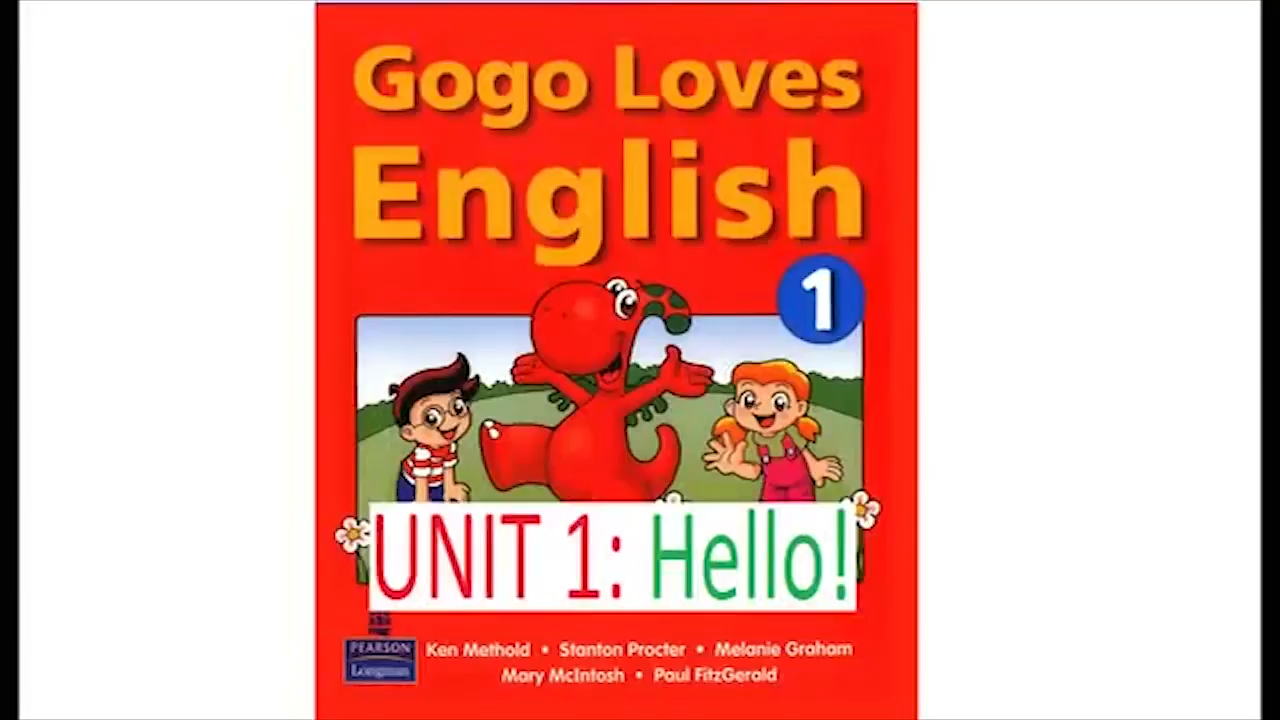 Gogo Loves
English
1
UNIT 1: Hello!
PEARSON
Longman
Ken Methold • Stanton Procter • Melanie Graham
Mary McIntosh • Paul FitzGerald